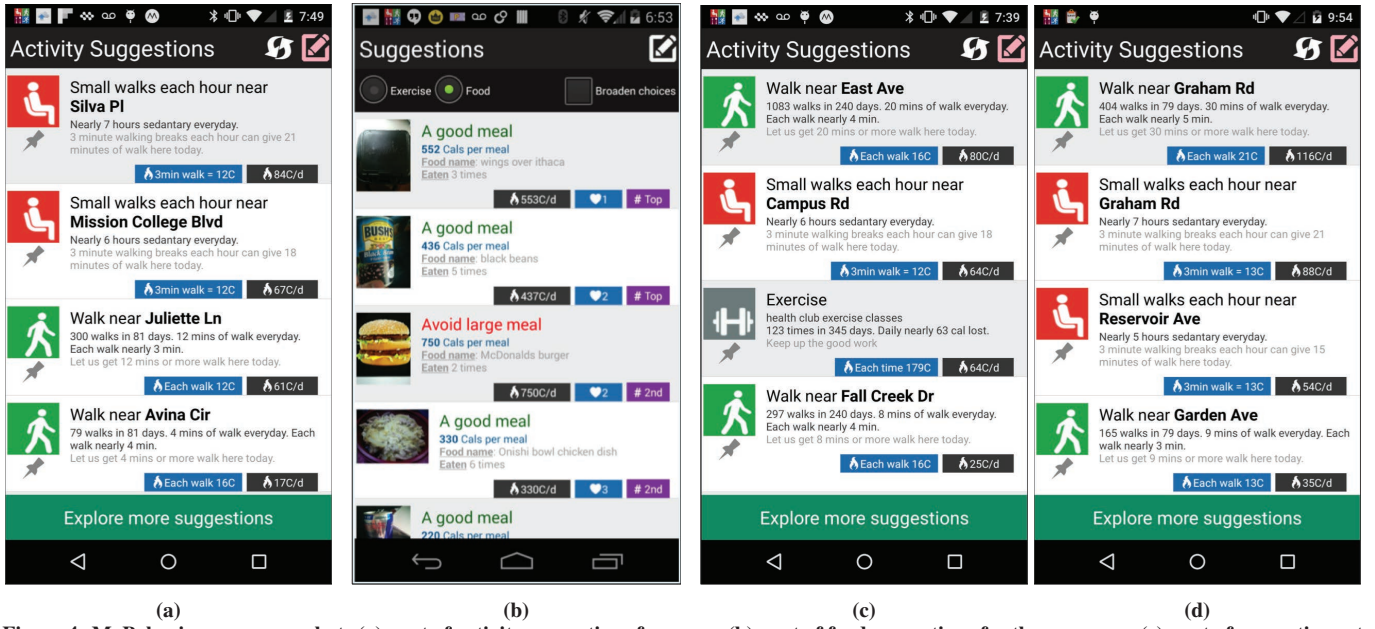 7:49
Activity Suggestions
Small walks each hour near
Silva Pl
Nearly 7 hours sedantary everyday.
3 minute walking breaks each hour can give 21
minutes of walk here today.
3min walk = 12C 84C/d
Small walks each hour near
Mission College Blvd
Nearly 6 hours sedantary everyday.
3 minute walking breaks each hour can give 18
minutes of walk here today.
3min walk = 12C 67C/d
Walk near Juliette Ln
300 walks in 81 days. 12 mins of walk everyday.
Each walk nearly 3 min.
Let us get 12 mins or more walk here today.
Each walk 12C 61C/d
Walk near Avina Cir
79 walks in 81 days. 4 mins of walk everyday. Each
walk nearly 4 min.
Let us get 4 mins or more walk here today.
Each walk 16C 17C/d
Explore more suggestions
(a)
6:53
Suggestions
Exercise Food Broaden choices
A good meal
552 Cals per meal
Food name: wings over ithaca
Eaten 3 times
553C/d 1 # Top
BUSH'S
A good meal
436 Cals per meal
Food name: black beans
Eaten 5 times
437C/d 2 # Top
Avoid large meal
750 Cals per meal
Food name: McDonalds burger
Eaten 2 times
750C/d 2 # 2nd
A good meal
330 Cals per meal
Food name: Onishi bowl chicken dish
Eaten 6 times
330C/d 3 # 2nd
A good meal
220 Cals per meal
(b)
7:39
Activity Suggestions
Walk near East Ave
1083 walks in 240 days. 20 mins of walk everyday.
Each walk nearly 4 min.
Let us get 20 mins or more walk here today.
Each walk 16C 80C/d
Small walks each hour near
Campus Rd
Nearly 6 hours sedantary everyday.
3 minute walking breaks each hour can give 18
minutes of walk here today.
3min walk = 12C 64C/d
Exercise
health club exercise classes
123 times in 345 days. Daily nearly 63 cal lost.
Keep up the good work
Each time 179C 64C/d
Walk near Fall Creek Dr
297 walks in 240 days. 8 mins of walk everyday.
Each walk nearly 4 min.
Let us get 8 mins or more walk here today.
Each walk 16C 25C/d
Explore more suggestions
(c)
9:54
Activity Suggestions
Walk near Graham Rd
404 walks in 79 days. 30 mins of walk everyday.
Each walk nearly 5 min.
Let us get 30 mins or more walk here today.
Each walk 21C 116C/d
Small walks each hour near
Graham Rd
Nearly 7 hours sedantary everyday.
3 minute walking breaks each hour can give 21
minutes of walk here today.
3min walk = 13C 88C/d
Small walks each hour near
Reservoir Ave
Nearly 5 hours sedantary everyday.
3 minute walking breaks each hour can give 15
minutes of walk here today.
3min walk = 13C 54C/d
Walk near Garden Ave
165 walks in 79 days. 9 mins of walk everyday. Each
walk nearly 3 min.
Let us get 9 mins or more walk here today.
Each walk 13C 35C/d
Explore more suggestions
(d)